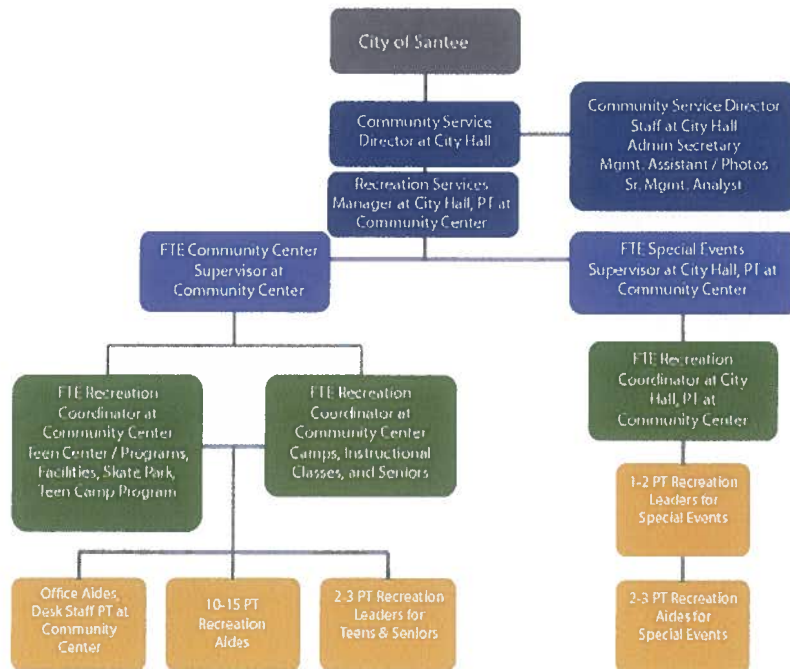 City of Santee
Community Service
Director at City Hall
Community Service Director
Staff at City Hall
Admin Secretary
Mgmt. Assistant / Photos
Sr. Mgmt. Analyst
Recreation Services
Manager at City Hall, PT at
Community Center
FTE Community Center
Supervisor at
Community Center
FTE Special Events
Supervisor at City Hall, PT at
Community Center
FTE Recreation
Coordinator at
Community Center
Teen Center / Programs,
Facilities, Skate Park,
Teen Camp Program
FTE Recreation
Coordinator at
Community Center
Camps, Instructional
Classes, and Seniors
FTE Recreation
Coordinator at City
Hall, PT at
Community Center
1-2 PT Recreation
Leaders for
Special Events
Office Aides,
Desk Staff PT at
Community
Center
10-15 PT
Recreation
Aides
2-3 PT Recreation
Leaders for
Teens & Seniors
2-3 PT Recreation
Aides for
Special Events